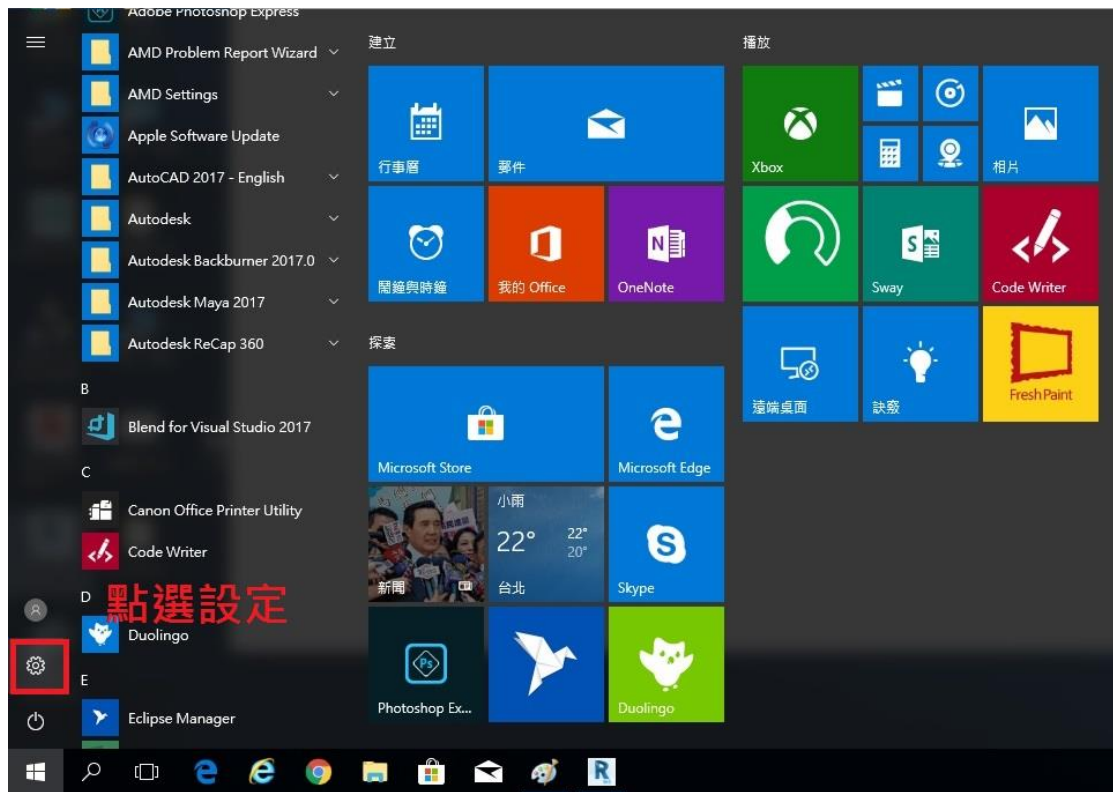 Adobe Photoshop Express
AMD Problem Report Wizard
AMD Settings
Apple Software Update
AutoCAD 2017 - English
Autodesk
Autodesk Backburner 2017.0
Autodesk Maya 2017
Autodesk ReCap 360
B
Blend for Visual Studio 2017
C
Canon Office Printer Utility
Code Writer
D
點選設定
Duolingo
E
Eclipse Manager
建立
行事曆
郵件
鬧鐘與時鐘
我的 Office
OneNote
探索
Microsoft Store
Microsoft Edge
新聞
小雨
22°
22°
20°
台北
Skype
Photoshop Ex...
Duolingo
播放
Xbox
相片
Sway
Code Writer
遠端桌面
訣竅
Fresh Paint